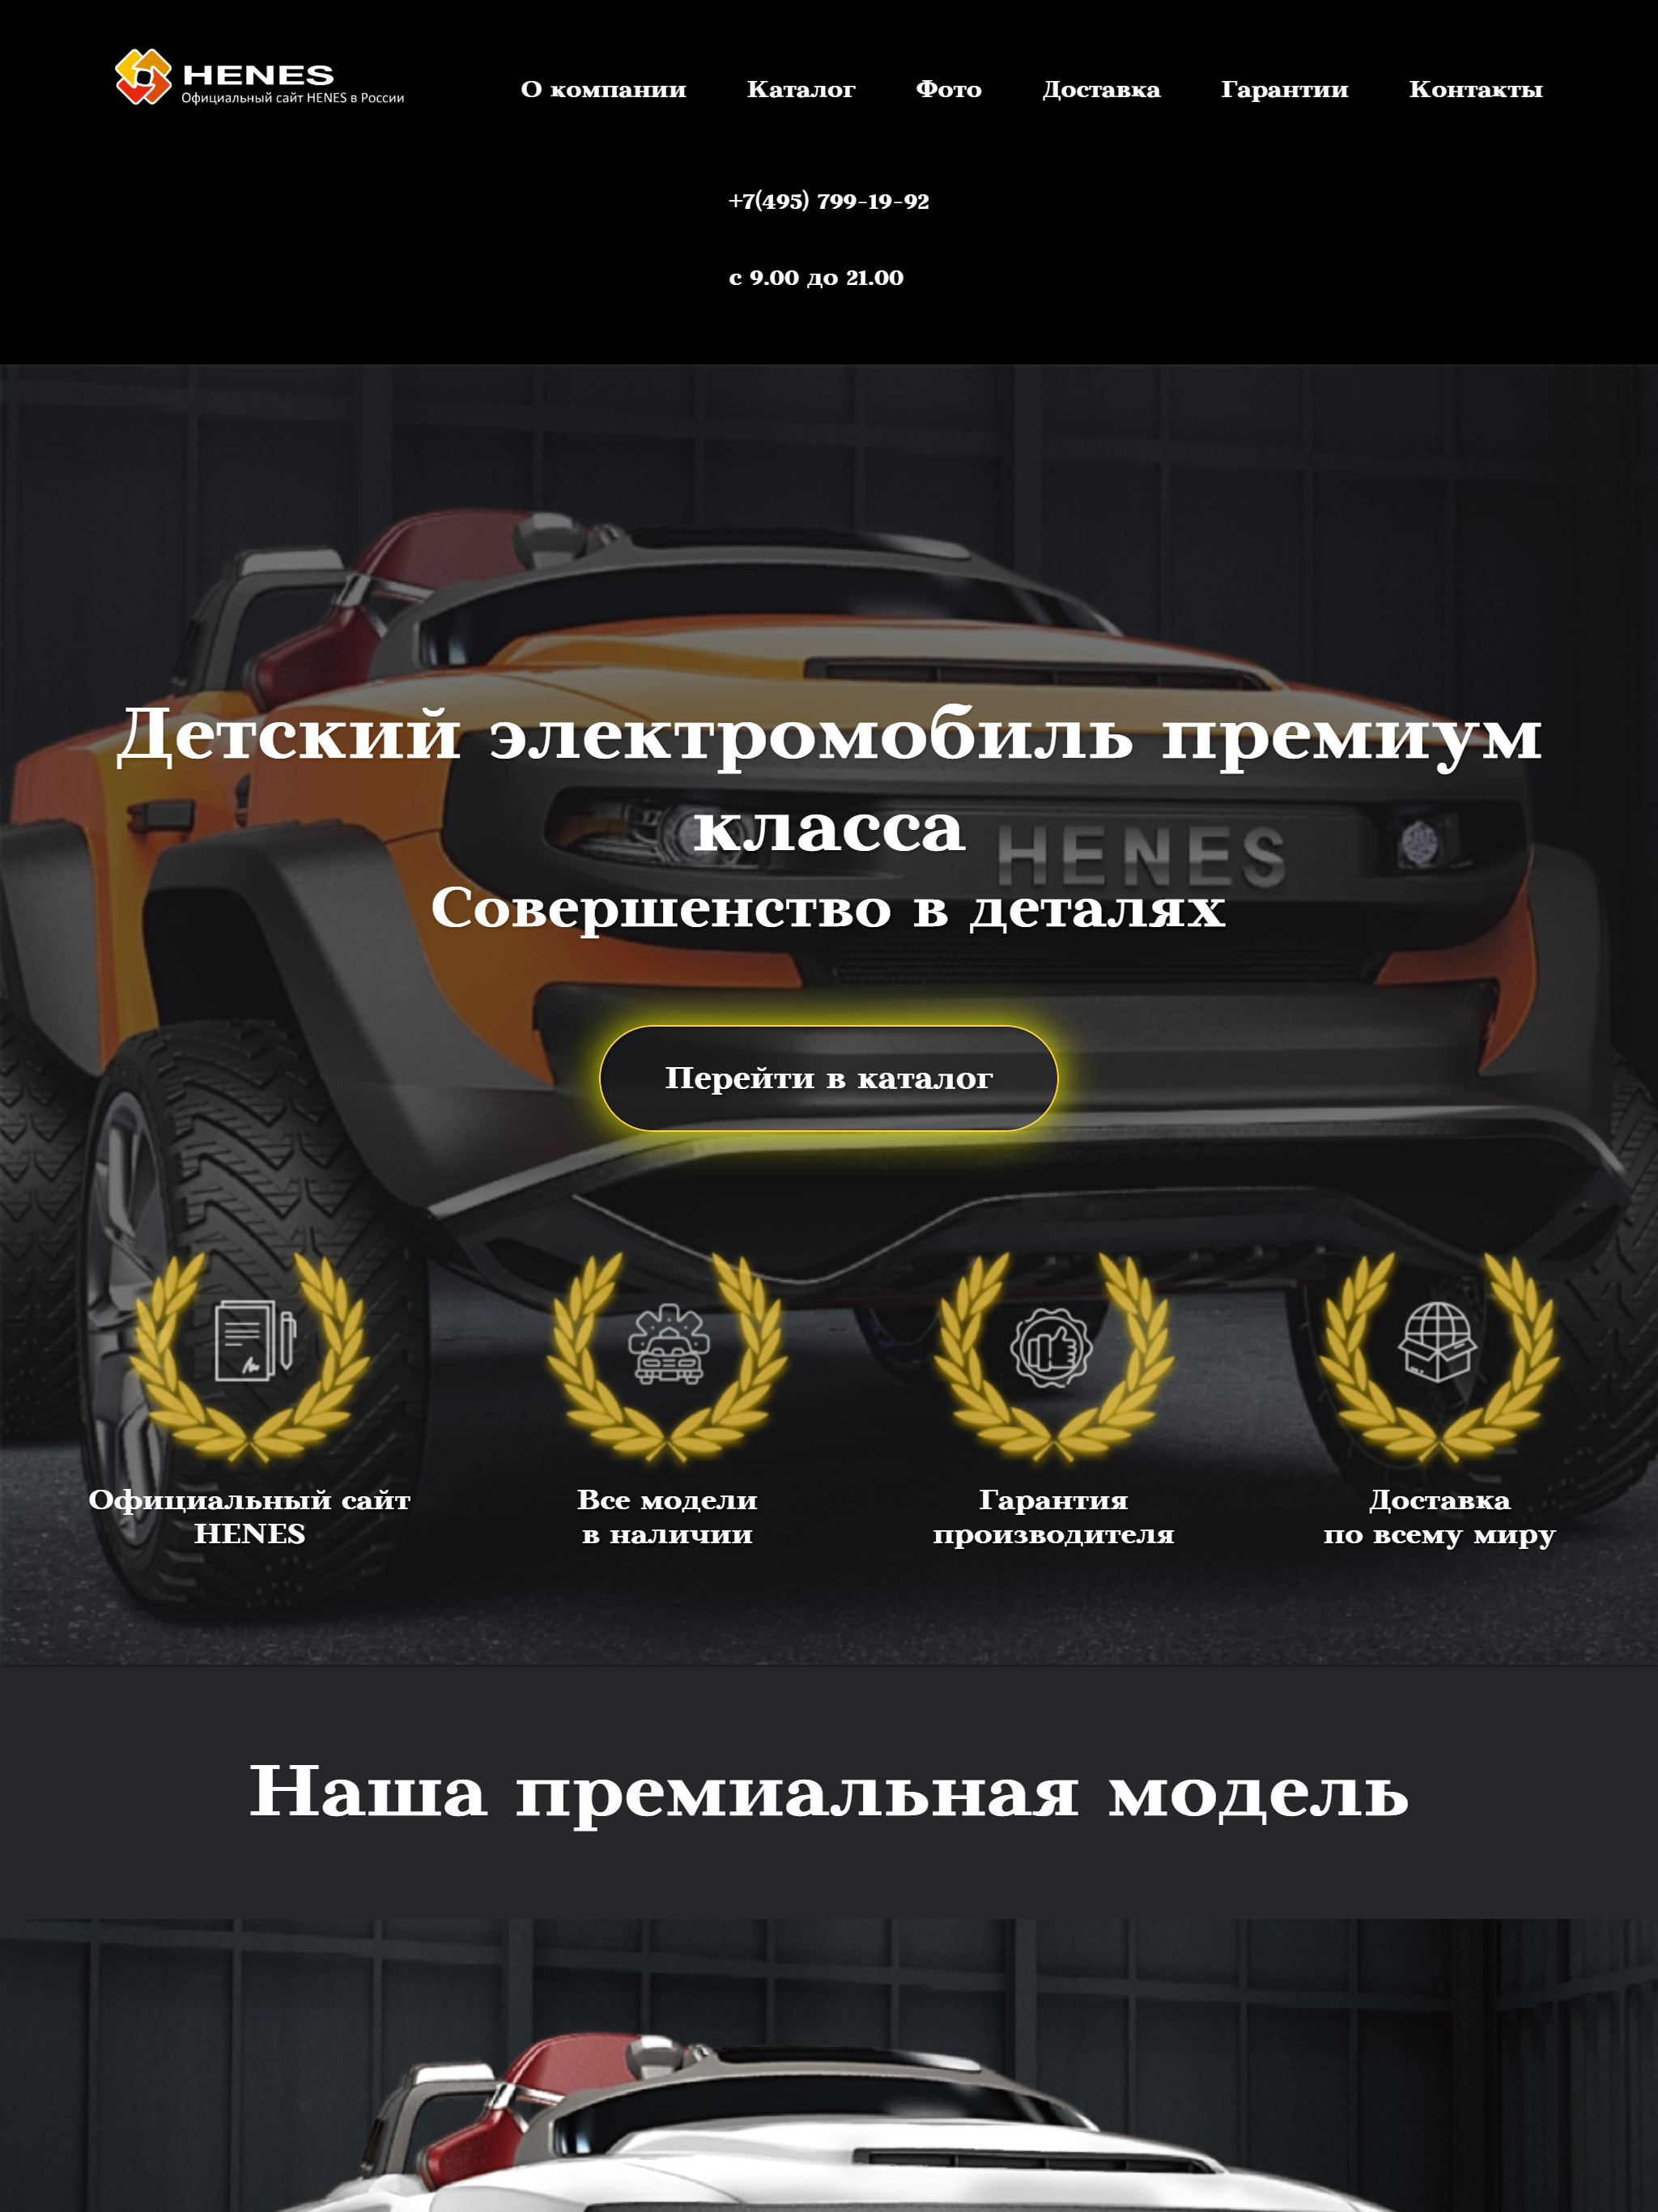 HENES
Официальный сайт HENES в России
О компании
Каталог
Фото
Доставка
Гарантии
Контакты
+7(495) 799-19-92
с 9.00 до 21.00
Детский электромобиль премиум
класса
HENES
Совершенство в деталях
Перейти в каталог
Официальный сайт
HENES
Все модели
в наличии
Гарантия
производителя
Доставка
по всему миру
Наша премиальная модель